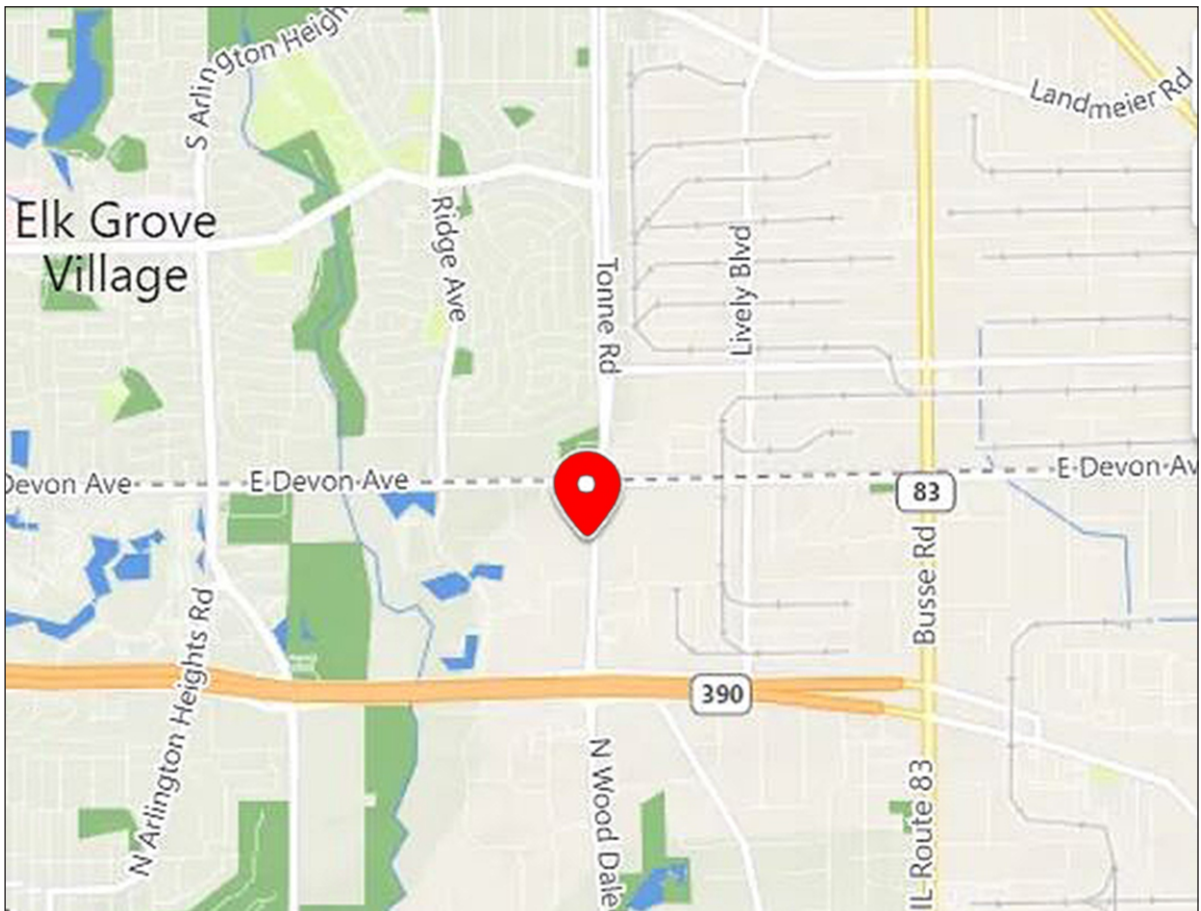 S Arlington Heigh
Landmeier Rd
Elk Grove
Village
Ridge Ave
Tonne Rd
Lively Blvd
Devon Ave
E Devon Ave
E Devon Av
83
Busse Rd
N Arlington Heights Rd
390
N Wood Dale
IL Route 83